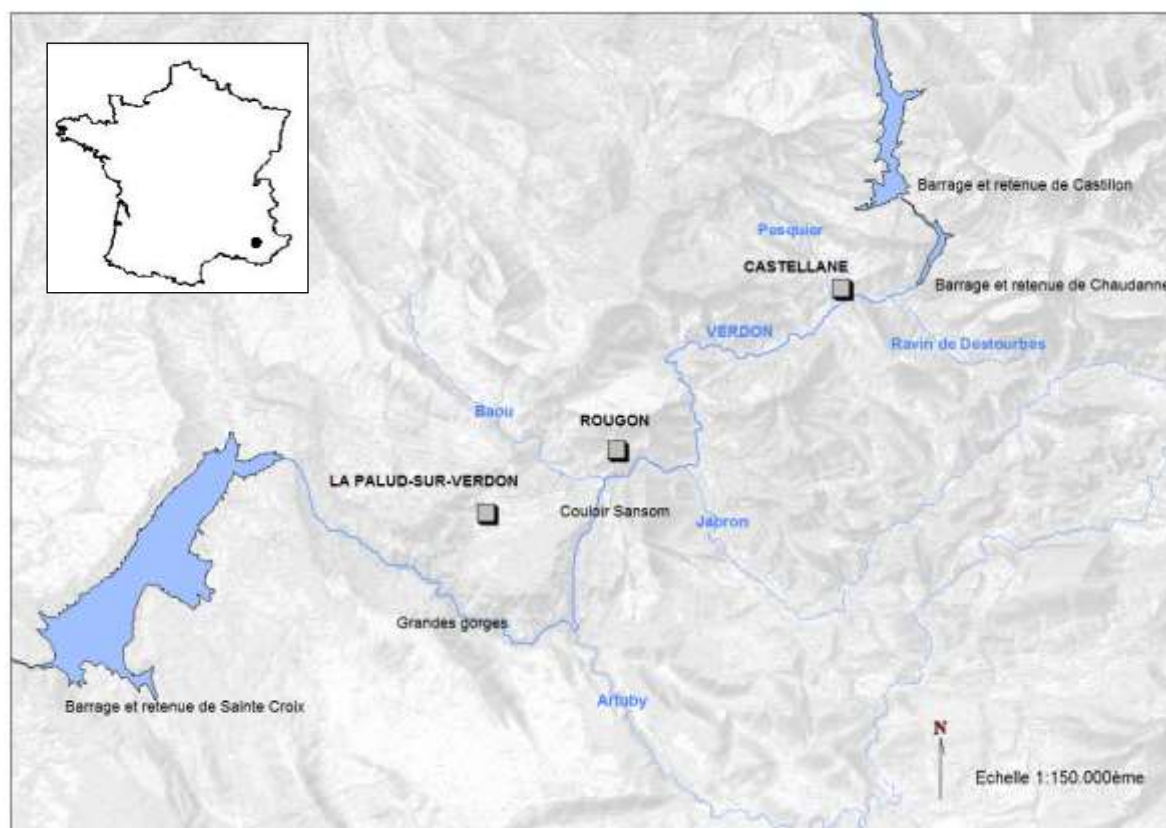 Barrage et retenue de Castillon
Pesquier
CASTELLANE
Barrage et retenue de Chaudanne
VERDON
Ravin de Destourbes
Baou
ROUGON
LA PALUD-SUR-VERDON
Couloir Sansom
Jabron
Grandes gorges
Artuby
Barrage et retenue de Sainte Croix
N
Echelle 1:150.000ème